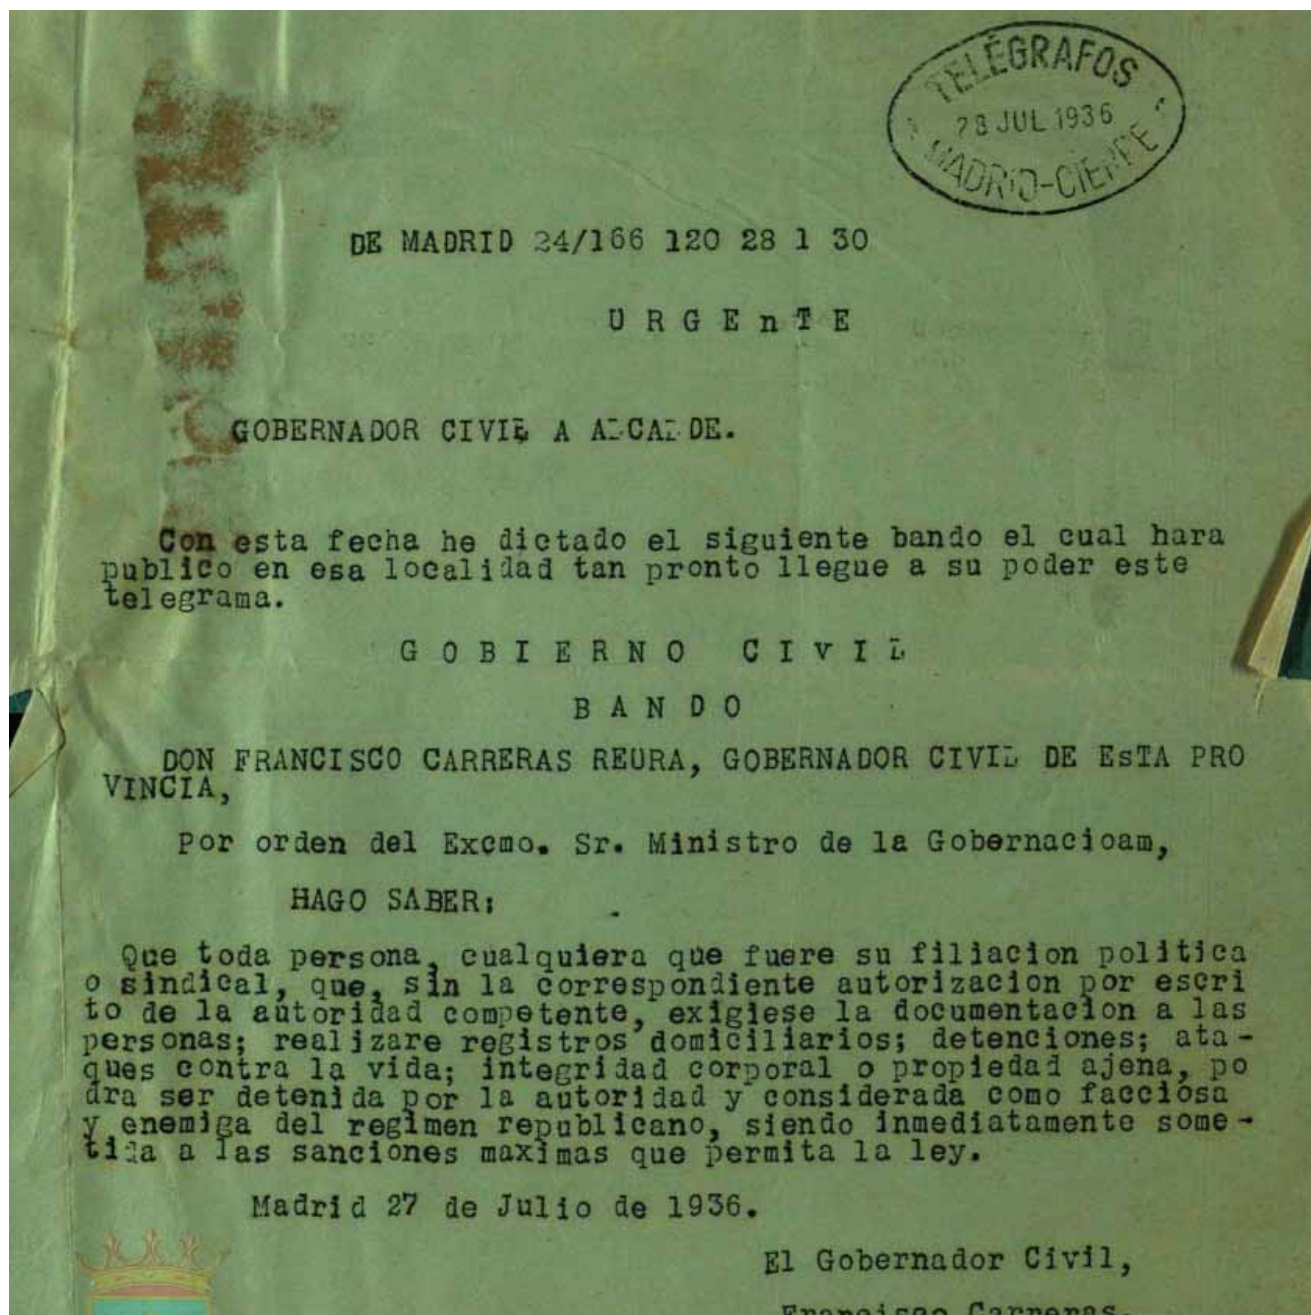 TELÉGRAFOS
28 JUL 1936
MADRID-CIERRE
DE MADRID 24/166 120 28 1 30
U R G E n T E
GOBERNADOR CIVIL A ALCALDE.
Con esta fecha he dictado el siguiente bando el cual hara
publico en esa localidad tan pronto llegue a su poder este
telegrama.
G O B I E R N O   C I v I L
B A N D O
DON FRANCISCO CARRERAS REURA, GOBERNADOR CIVIL DE EsTA PRO
VINCIA,
Por orden del Excmo. Sr. Ministro de la Gobernacioam,
HAGO SABER:
Que toda persona, cualquiera que fuere su filiacion politica
o sindical, que, sin la correspondiente autorizacion por escri
to de la autoridad competente, exigiese la documentacion a las
personas; realizare registros domiciliarios; detenciones; ata-
ques contra la vida; integridad corporal o propiedad ajena, po
dra ser detenida por la autoridad y considerada como facciosa
y enemiga del regimen republicano, siendo inmediatamente some-
tida a las sanciones maximas que permita la ley.
Madrid 27 de Julio de 1936.
El Gobernador Civil,
Francisco Carreras.